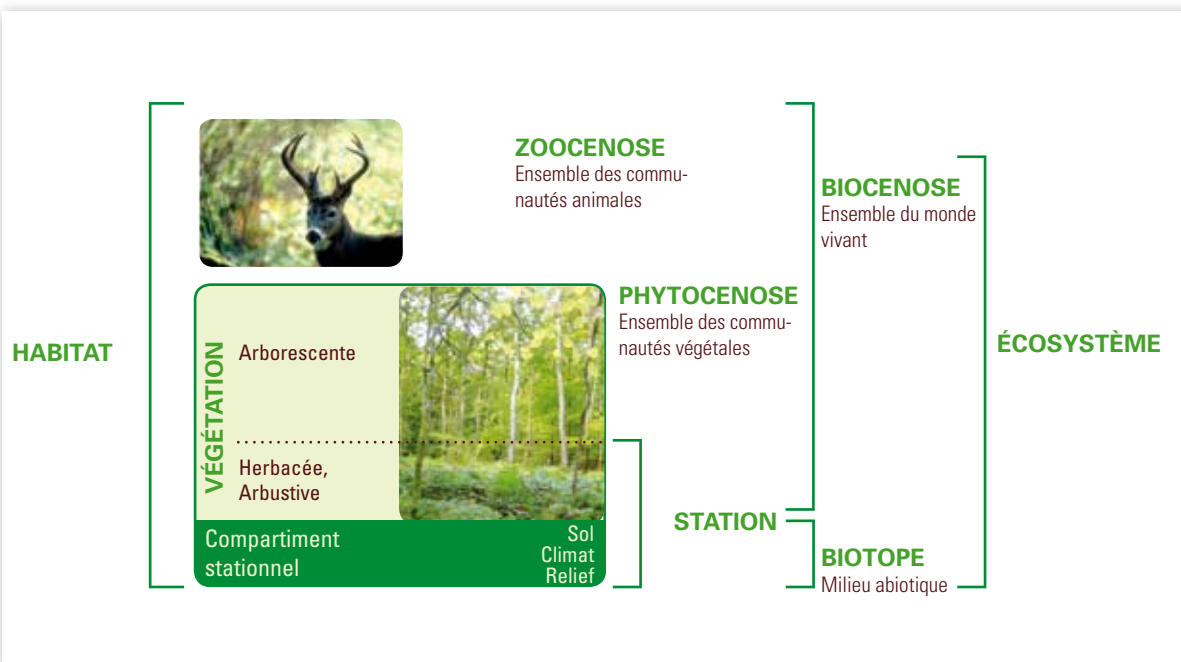 ZOOCENOSE
Ensemble des commu-
nautés animales
BIOCENOSE
Ensemble du monde
vivant
PHYTOCENOSE
Ensemble des commu-
nautés végétales
HABITAT
VÉGÉTATION
Arborescente
ÉCOSYSTÈME
Herbacée,
Arbustive
STATION
Compartiment
stationnel
Sol
Climat
Relief
BIOTOPE
Milieu abiotique